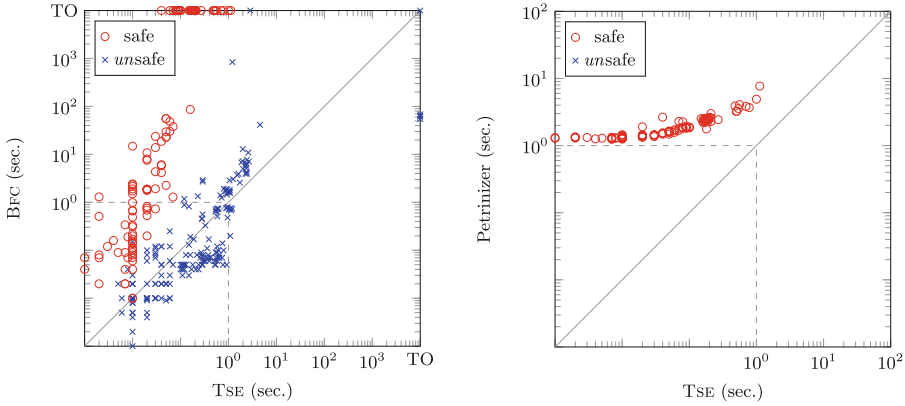 TO
10^3
10^2
10^1
10^0
BFC (sec.)
safe
unsafe
10^0
10^1
10^2
10^3
TO
TSE (sec.)
10^2
10^1
10^0
Petrinizer (sec.)
safe
unsafe
10^0
10^1
10^2
TSE (sec.)